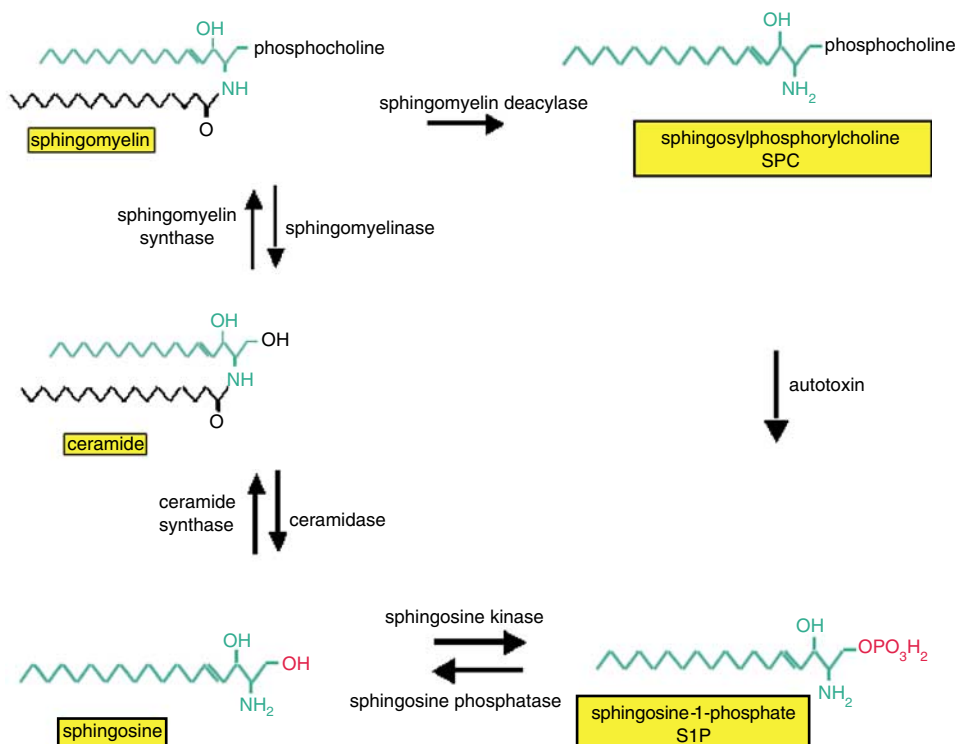 OH
phosphocholine
NH
O
sphingomyelin
sphingomyelin deacylase
OH
phosphocholine
NH2
sphingosylphosphorylcholine
SPC
sphingomyelin
synthase
sphingomyelinase
OH
OH
NH
O
ceramide
autotoxin
ceramide
synthase
ceramidase
OH
OH
NH2
sphingosine
sphingosine kinase
sphingosine phosphatase
OH
OPO3H2
NH2
sphingosine-1-phosphate
S1P